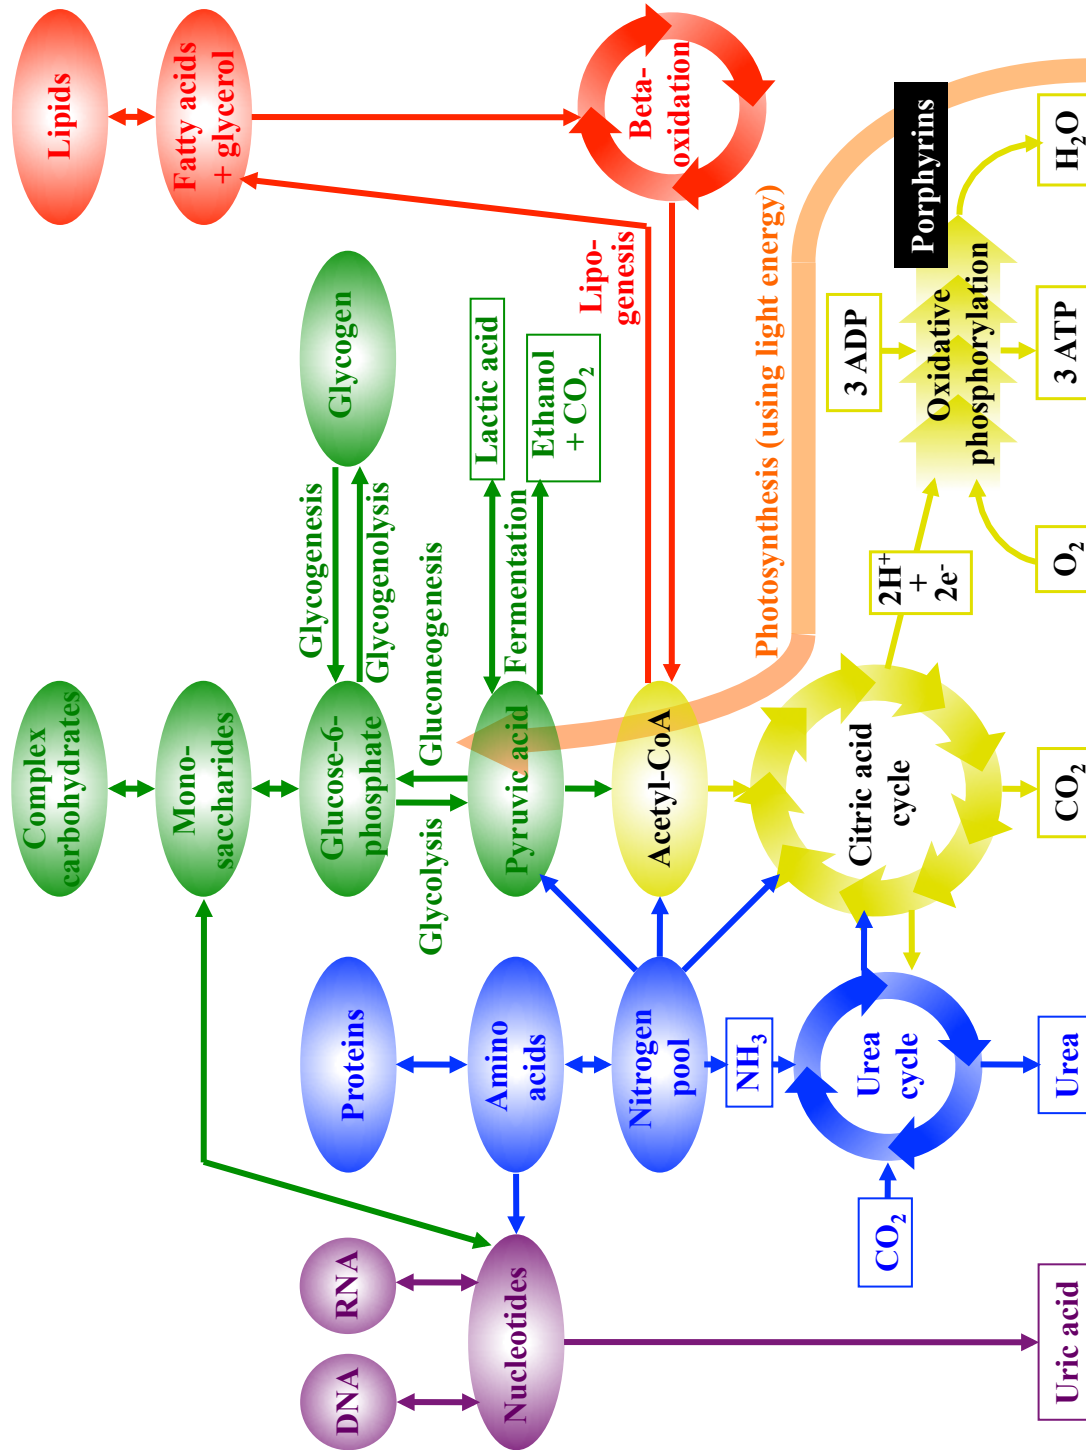 Lipids
Fatty acids
+ glycerol
Beta-
oxidation
Lipo-
genesis
Glycogen
Glycogenesis
Glycogenolysis
Complex
carbohydrates
Mono-
saccharides
Glucose-6-
phosphate
Gluconeogenesis
Glycolysis
Pyruvic acid
Fermentation
Lactic acid
Ethanol
+ CO₂
Acetyl-CoA
Photosynthesis (using light energy)
Porphyrins
3 ADP
Oxidative
phosphorylation
3 ATP
H₂O
O₂
2H⁺
+
2e⁻
Citric acid
cycle
CO₂
Proteins
Amino
acids
Nitrogen
pool
NH₃
Urea
cycle
Urea
CO₂
RNA
DNA
Nucleotides
Uric acid